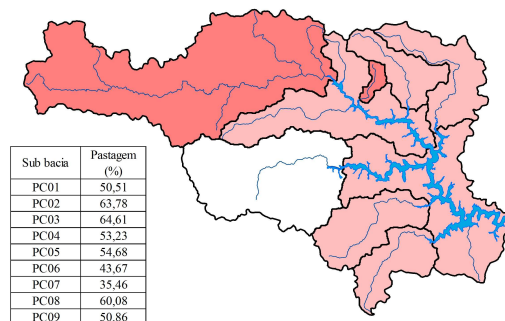 Sub bacia Pastagem (%)
PC01 50,51
PC02 63,78
PC03 64,61
PC04 53,23
PC05 54,68
PC06 43,67
PC07 35,46
PC08 60,08
PC09 50,86